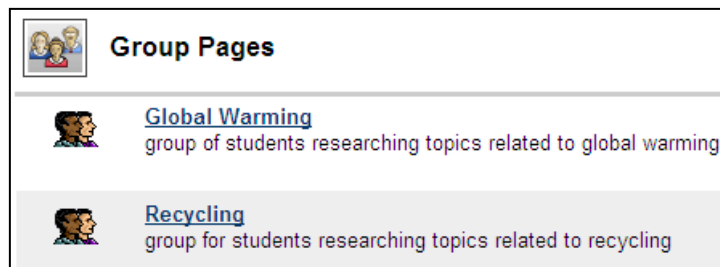 Group Pages
Global Warming
group of students researching topics related to global warming
Recycling
group for students researching topics related to recycling